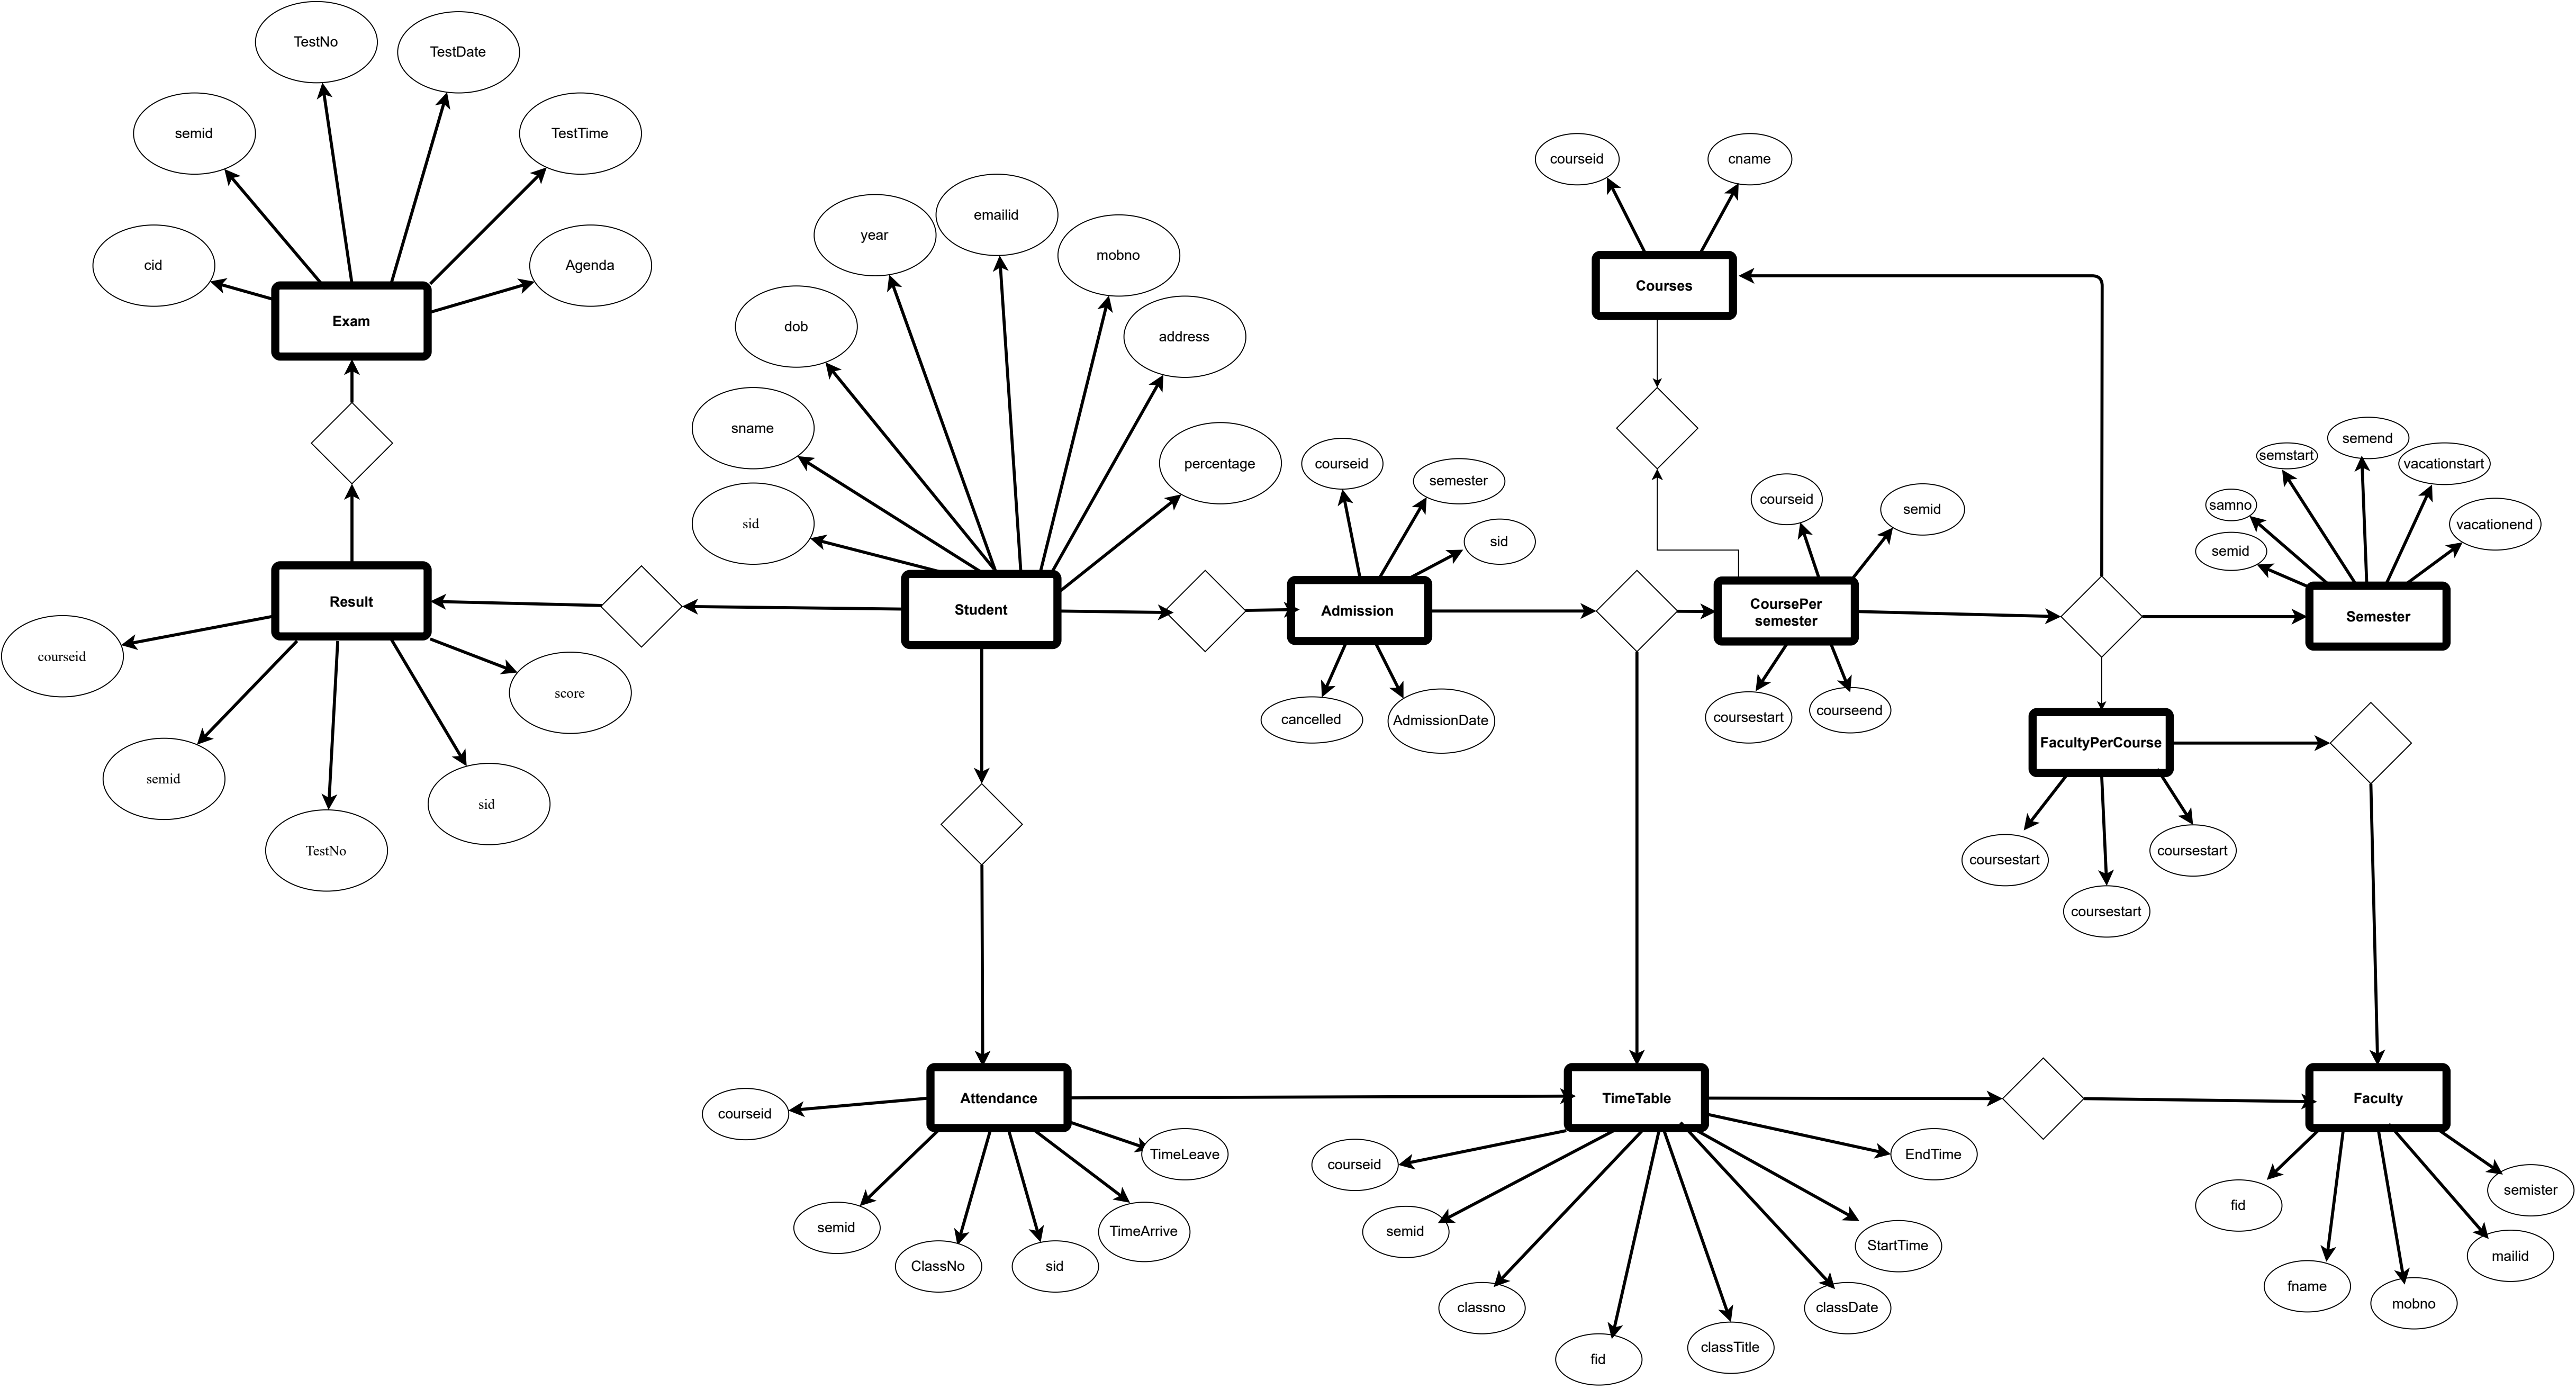 TestNo
TestDate
semid
TestTime
cid
Agenda
Exam
courseid
cname
year
emailid
mobno
dob
address
Courses
sname
percentage
sid
courseid
semester
sid
courseid
semid
semstart
semend
vacationstart
samno
vacationend
semid
Result
Student
Admission
CoursePer
semester
Semester
courseid
score
semid
sid
TestNo
cancelled
AdmissionDate
coursestart
courseend
FacultyPerCourse
coursestart
coursestart
coursestart
Attendance
TimeTable
Faculty
courseid
TimeLeave
semid
TimeArrive
ClassNo
sid
courseid
EndTime
semid
StartTime
classno
classDate
fid
classTitle
fid
semister
fname
mailid
mobno